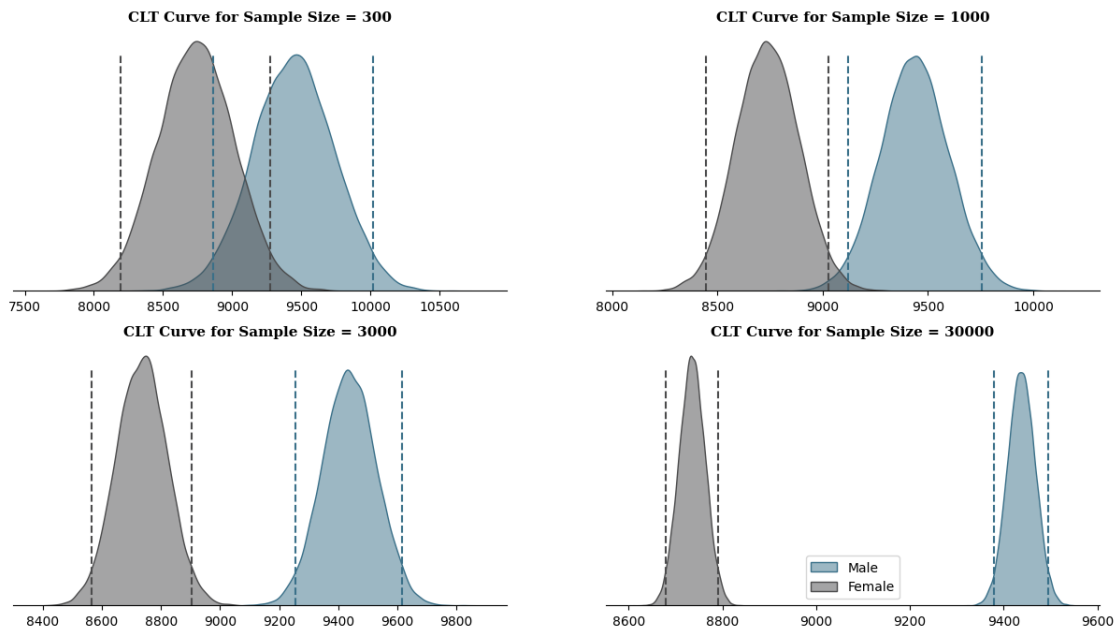 CLT Curve for Sample Size = 300
CLT Curve for Sample Size = 1000
7500 8000 8500 9000 9500 10000 10500
8000 8500 9000 9500 10000
CLT Curve for Sample Size = 3000
CLT Curve for Sample Size = 30000
Male
Female
8400 8600 8800 9000 9200 9400 9600 9800
8600 8800 9000 9200 9400 9600